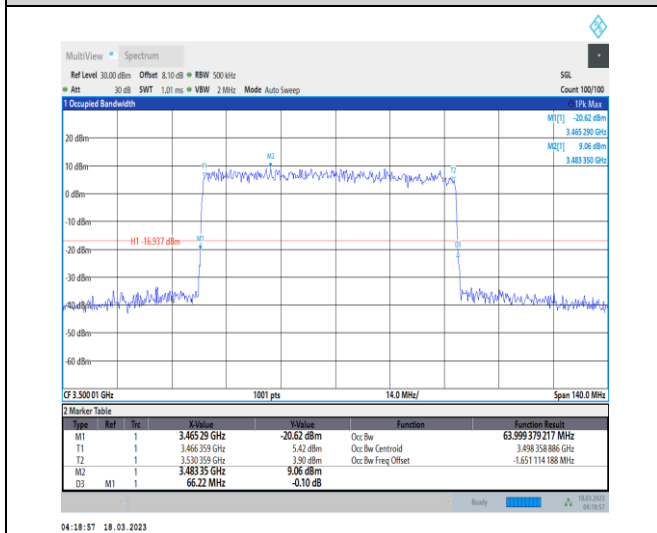 MultiView Spectrum
Ref Level 30.00 dBm Offset 8.10 dB RBW 500 kHz SGL
Att 30 dB SWT 1.01 ms VBW 2 MHz Mode Auto Sweep Count 100/100
1 Occupied Bandwidth 1Pk Max
M1[1] -20.62 dBm
3.465 290 GHz
20 dBm
M2[1] 9.06 dBm
3.483 350 GHz
M2
10 dBm T1 T2
0 dBm
-10 dBm
H1 -16.937 dBm M1
-20 dBm D3
-30 dBm
-40 dBm
-50 dBm
-60 dBm
CF 3.500 01 GHz 1001 pts 14.0 MHz/ Span 140.0 MHz
2 Marker Table
Type Ref Trc X-Value Y-Value Function Function Result
M1 1 3.465 29 GHz -20.62 dBm Occ Bw 63.999 379 217 MHz
T1 1 3.466 359 GHz 5.42 dBm Occ Bw Centroid 3.498 358 886 GHz
T2 1 3.530 359 GHz 3.90 dBm Occ Bw Freq Offset -1.651 114 188 MHz
M2 1 3.483 35 GHz 9.06 dBm
D3 M1 1 66.22 MHz -0.10 dB
Ready 18.03.2023
04:18:57
04:18:57 18.03.2023